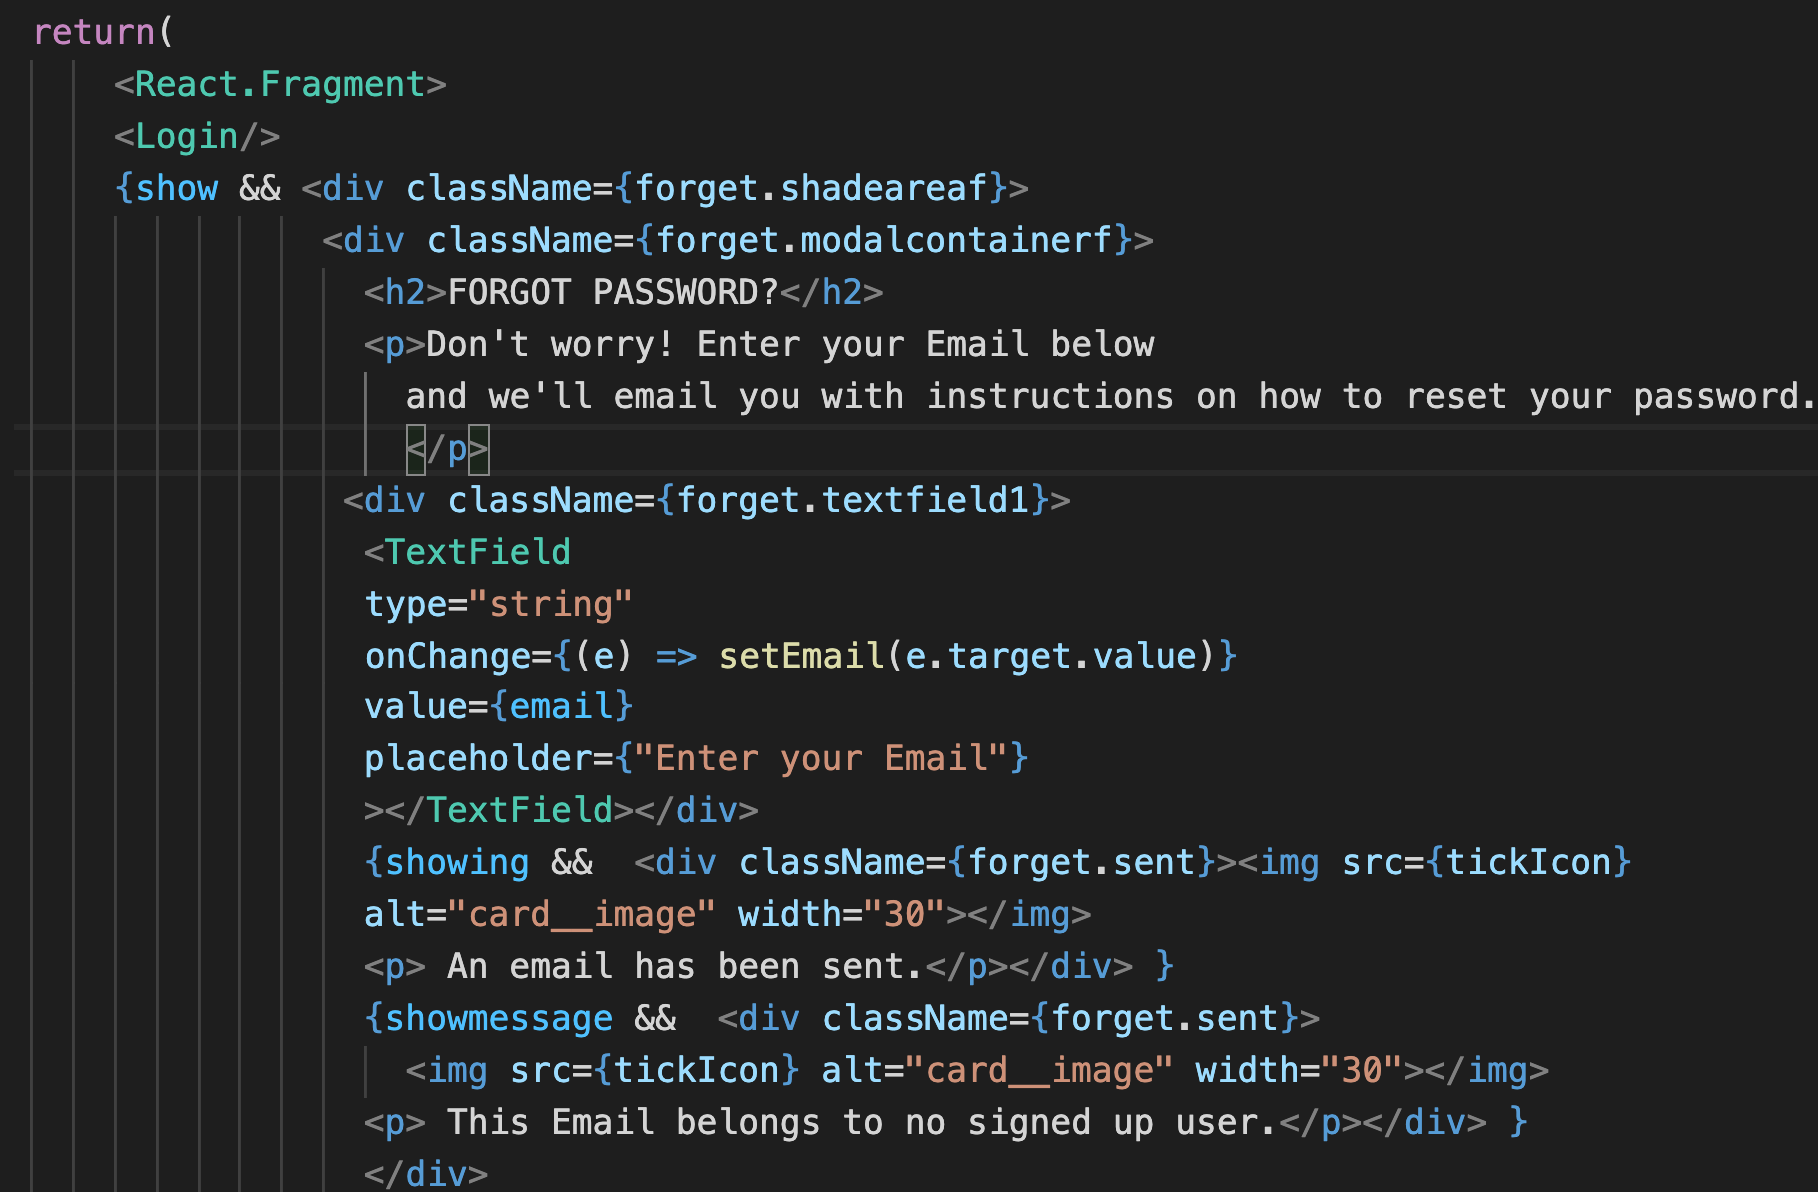 return(
<React.Fragment>
<Login/>
{show && <div className={forget.shadeareaf}>
<div className={forget.modalcontainerf}>
<h2>FORGOT PASSWORD?</h2>
<p>Don't worry! Enter your Email below
and we'll email you with instructions on how to reset your password.
</p>
<div className={forget.textfield1}>
<TextField
type="string"
onChange={(e) => setEmail(e.target.value)}
value={email}
placeholder={"Enter your Email"}
></TextField></div>
{showing &&  <div className={forget.sent}><img src={tickIcon}
alt="card__image" width="30"></img>
<p> An email has been sent.</p></div> }
{showmessage &&  <div className={forget.sent}>
<img src={tickIcon} alt="card__image" width="30"></img>
<p> This Email belongs to no signed up user.</p></div> }
</div>